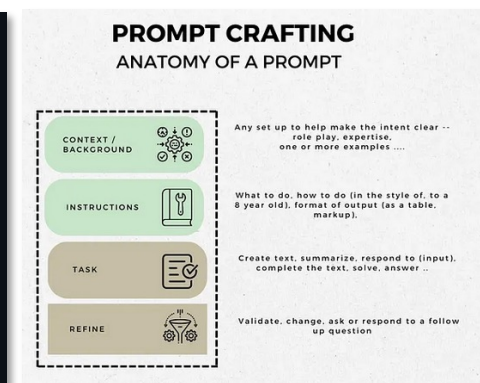 PROMPT CRAFTING
ANATOMY OF A PROMPT
CONTEXT /
BACKGROUND
Any set up to help make the intent clear --
role play, expertise,
one or more examples ....
INSTRUCTIONS
What to do, how to do (in the style of, to a
8 year old), format of output (as a table,
markup),
TASK
Create text, summarize, respond to (input),
complete the text, solve, answer ..
REFINE
Validate, change, ask or respond to a follow
up question